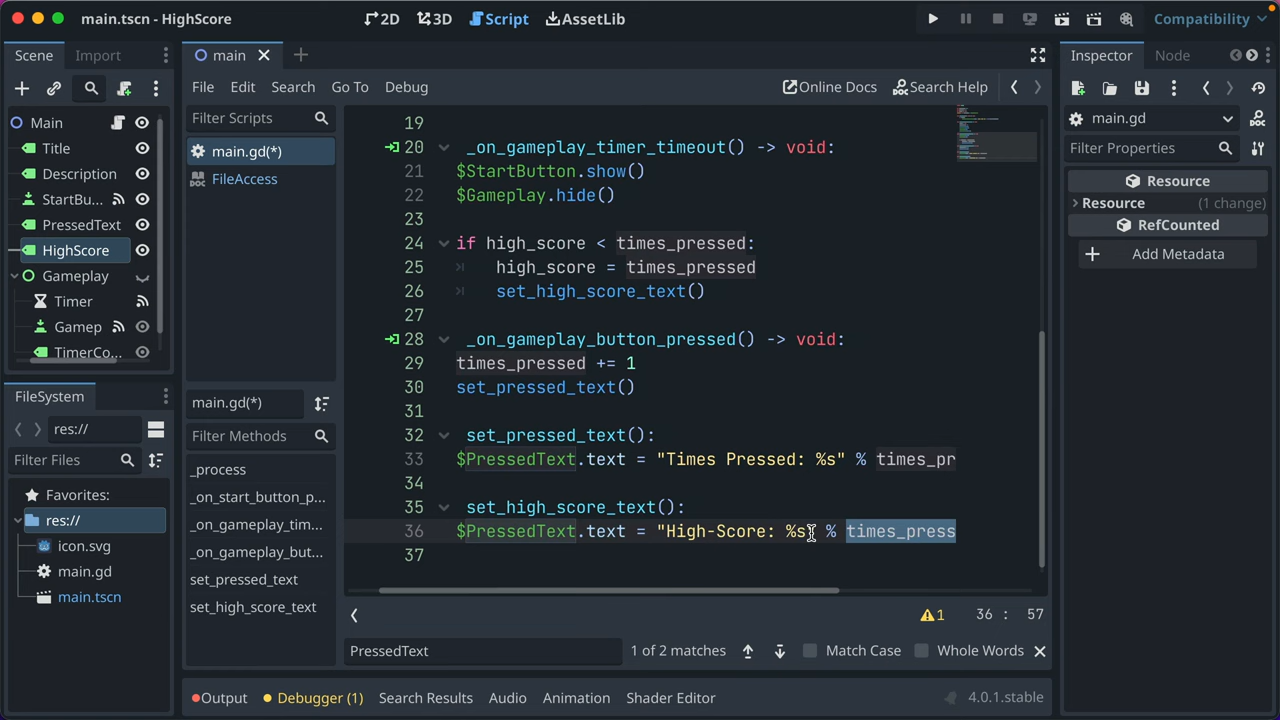 main.tscn - HighScore
2D 3D Script AssetLib
Compatibility
Scene Import
main
Inspector Node
File Edit Search Go To Debug
Online Docs Search Help
Filter Scripts
main.gd(*)
FileAccess
main.gd(*)
Filter Methods
_process
_on_start_button_p...
_on_gameplay_tim...
_on_gameplay_but...
set_pressed_text
set_high_score_text
Main
Title
Description
StartBu...
PressedText
HighScore
Gameplay
Timer
Gamep
TimerCo...
FileSystem
res://
Filter Files
Favorites:
res://
icon.svg
main.gd
main.tscn
19
20 _on_gameplay_timer_timeout() -> void:
21 $StartButton.show()
22 $Gameplay.hide()
23
24 if high_score < times_pressed:
25 high_score = times_pressed
26 set_high_score_text()
27
28 _on_gameplay_button_pressed() -> void:
29 times_pressed += 1
30 set_pressed_text()
31
32 set_pressed_text():
33 $PressedText.text = "Times Pressed: %s" % times_pr
34
35 set_high_score_text():
36 $PressedText.text = "High-Score: %s" % times_press
37
1 36 : 57
PressedText 1 of 2 matches Match Case Whole Words
Output Debugger (1) Search Results Audio Animation Shader Editor 4.0.1.stable
main.gd
Filter Properties
Resource
Resource (1 change)
RefCounted
Add Metadata